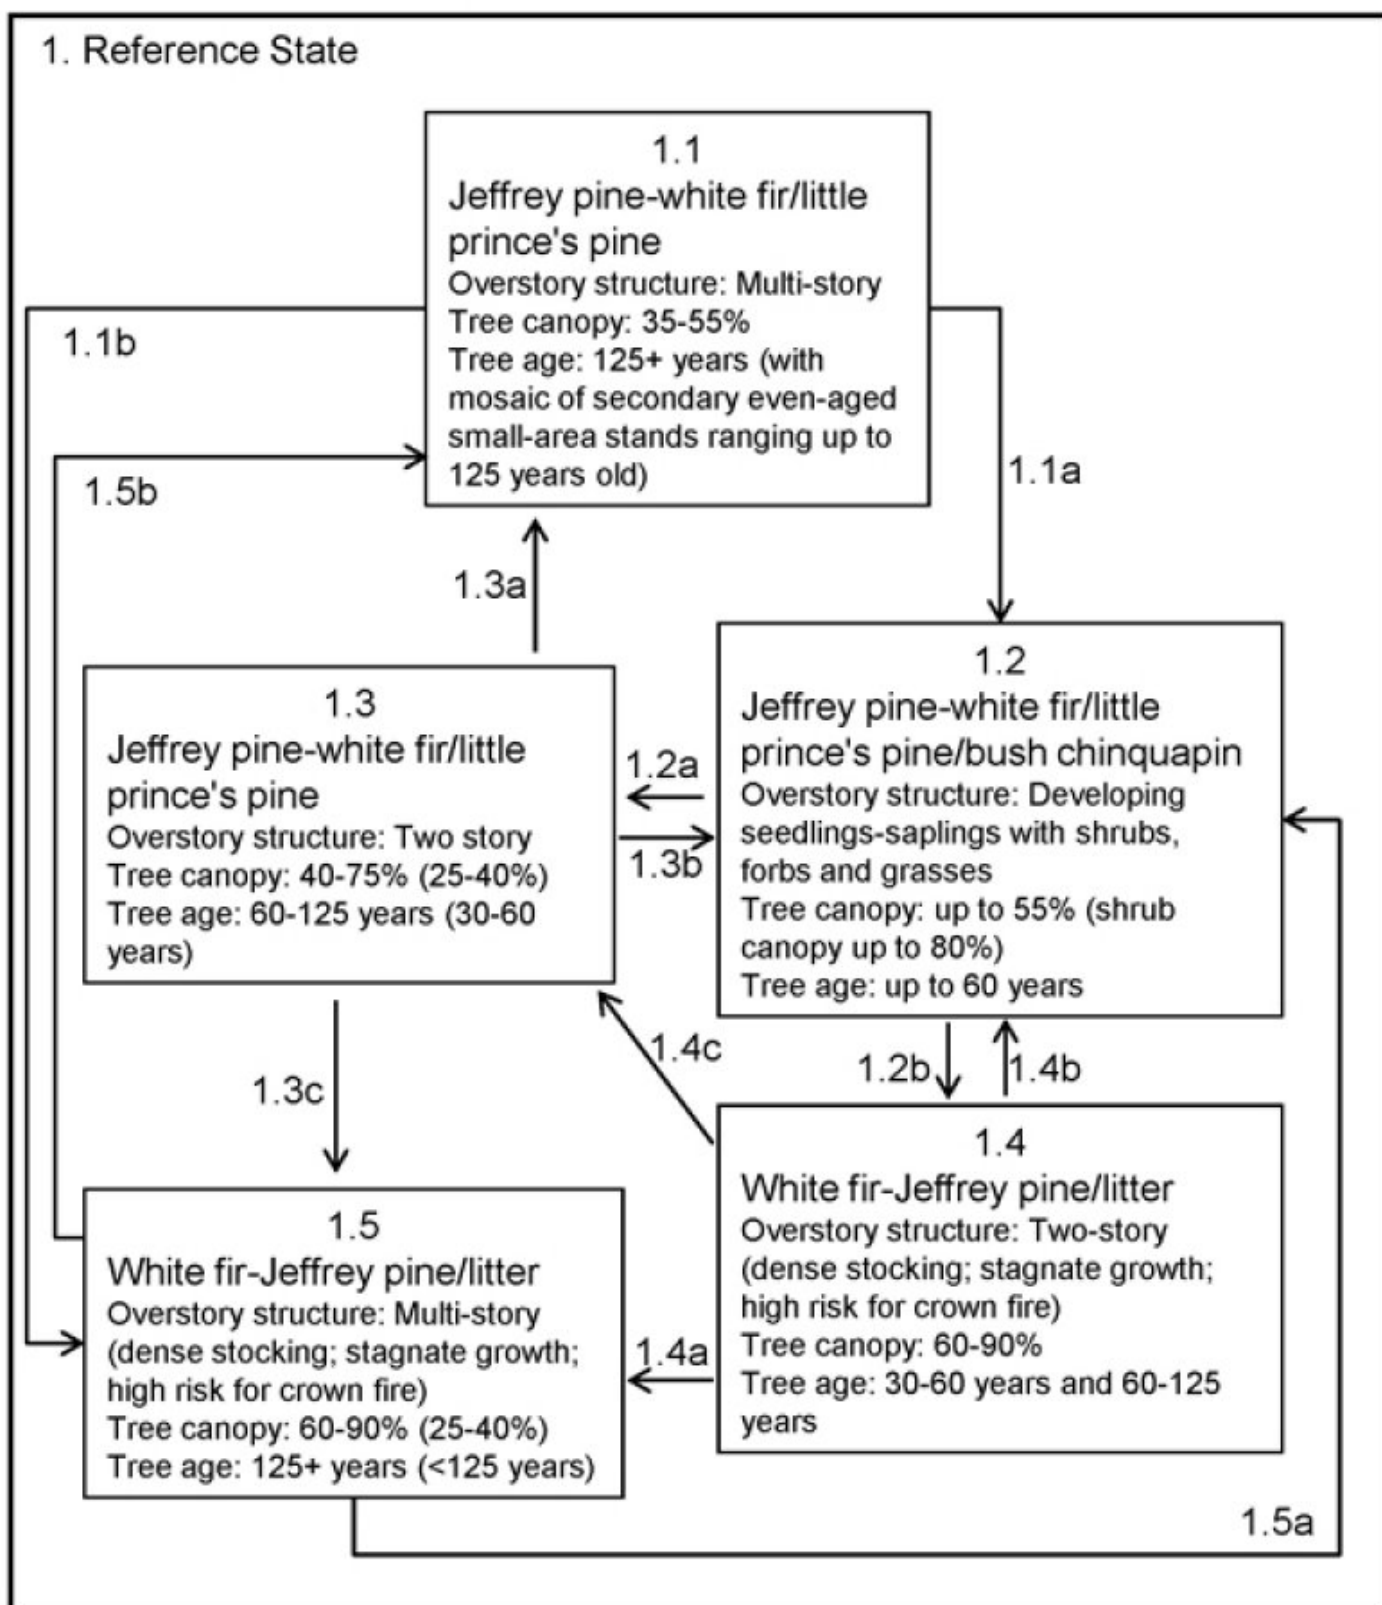 1. Reference State
1.1
Jeffrey pine-white fir/little
prince's pine
Overstory structure: Multi-story
Tree canopy: 35-55%
Tree age: 125+ years (with
mosaic of secondary even-aged
small-area stands ranging up to
125 years old)
1.1b
1.5b
1.1a
1.3a
1.3
Jeffrey pine-white fir/little
prince's pine
Overstory structure: Two story
Tree canopy: 40-75% (25-40%)
Tree age: 60-125 years (30-60
years)
1.2a
1.3b
1.2
Jeffrey pine-white fir/little
prince's pine/bush chinquapin
Overstory structure: Developing
seedlings-saplings with shrubs,
forbs and grasses
Tree canopy: up to 55% (shrub
canopy up to 80%)
Tree age: up to 60 years
1.3c
1.4c
1.2b
1.4b
1.5
White fir-Jeffrey pine/litter
Overstory structure: Multi-story
(dense stocking; stagnate growth;
high risk for crown fire)
Tree canopy: 60-90% (25-40%)
Tree age: 125+ years (<125 years)
1.4a
1.4
White fir-Jeffrey pine/litter
Overstory structure: Two-story
(dense stocking; stagnate growth;
high risk for crown fire)
Tree canopy: 60-90%
Tree age: 30-60 years and 60-125
years
1.5a